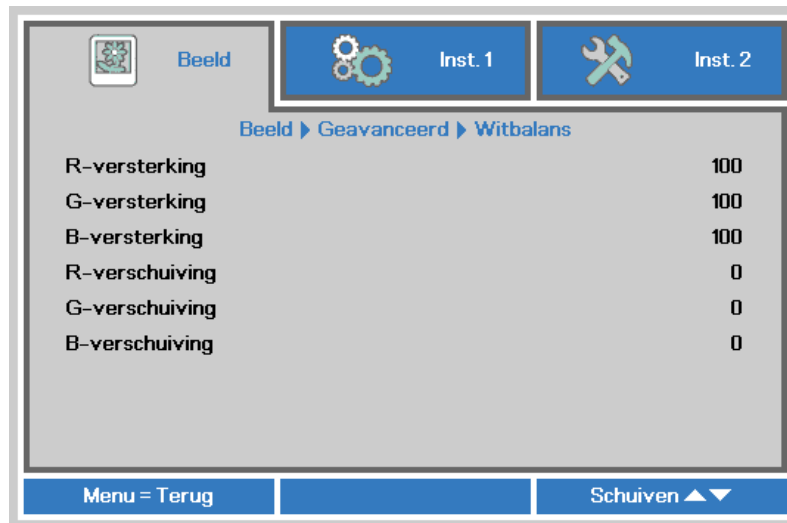 Beeld Inst. 1 Inst. 2
Beeld ▶ Geavanceerd ▶ Witbalans
R-versterking 100
G-versterking 100
B-versterking 100
R-verschuiving 0
G-verschuiving 0
B-verschuiving 0
Menu = Terug Schuiven ▲▼